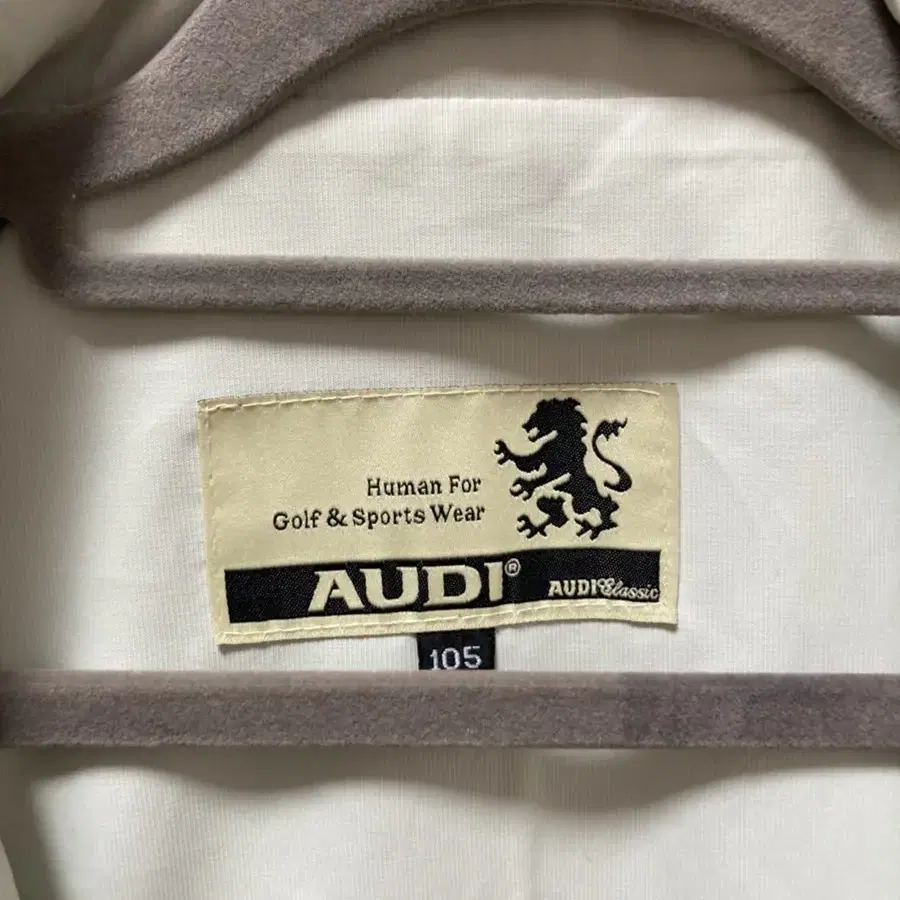 Human For
Golf & Sports Wear
AUDI® AUDI Classic
105